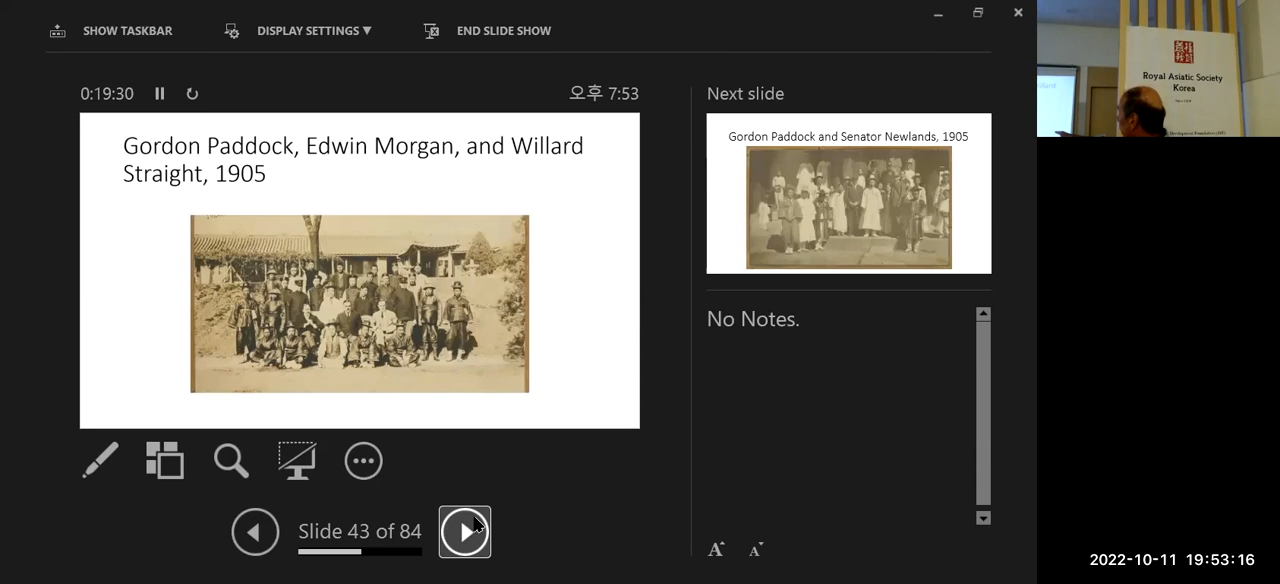 SHOW TASKBAR
DISPLAY SETTINGS ▼
END SLIDE SHOW
0:19:30
오후 7:53
Gordon Paddock, Edwin Morgan, and Willard
Straight, 1905
Slide 43 of 84
Next slide
Gordon Paddock and Senator Newlands, 1905
No Notes.
A A
Royal Asiatic Society
Korea
2022-10-11 19:53:16